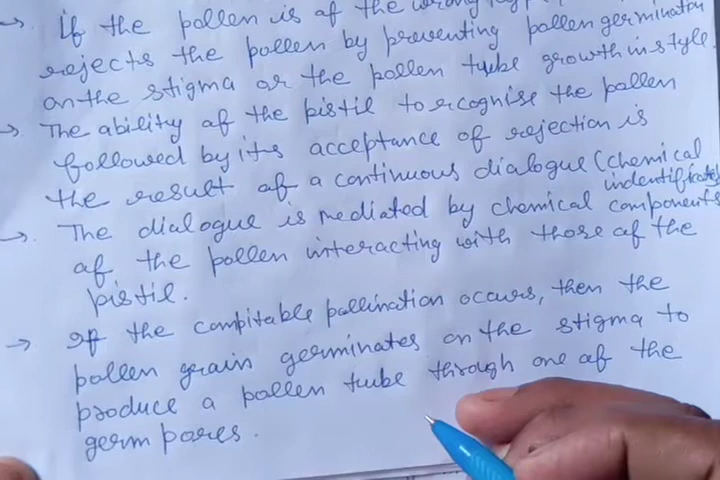 → If the pollen is of the wrong
rejects the pollen by preventing pollen germination
on the stigma or the pollen tube growth in style
→ The ability of the pistil to recognise the pollen
followed by its acceptance of rejection is
the result of a continuous dialogue (chemical
indentificates
→ The dialogue is mediated by chemical components
of the pollen interacting with those of the
pistil.
→ If the compitable pollination occurs, then the
pollen grain germinates on the stigma to
produce a pollen tube through one of the
germ pores.